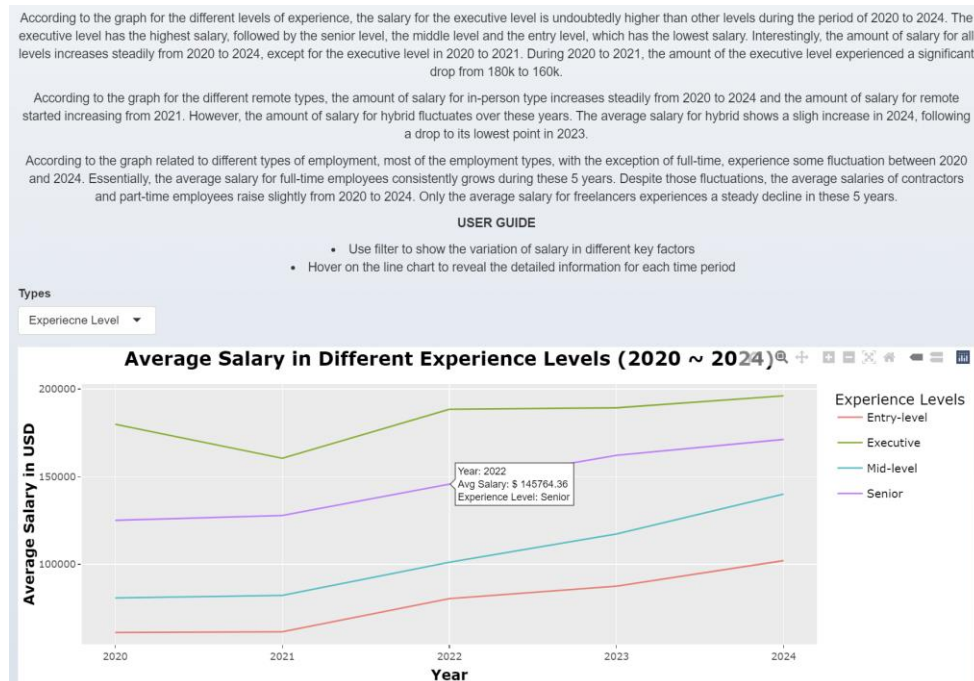 According to the graph for the different levels of experience, the salary for the executive level is undoubtedly higher than other levels during the period of 2020 to 2024. The
executive level has the highest salary, followed by the senior level, the middle level and the entry level, which has the lowest salary. Interestingly, the amount of salary for all
levels increases steadily from 2020 to 2024, except for the executive level in 2020 to 2021. During 2020 to 2021, the amount of the executive level experienced a significant
drop from 180k to 160k.
According to the graph for the different remote types, the amount of salary for in-person type increases steadily from 2020 to 2024 and the amount of salary for remote
started increasing from 2021. However, the amount of salary for hybrid fluctuates over these years. The average salary for hybrid shows a sligh increase in 2024, following
a drop to its lowest point in 2023.
According to the graph related to different types of employment, most of the employment types, with the exception of full-time, experience some fluctuation between 2020
and 2024. Essentially, the average salary for full-time employees consistently grows during these 5 years. Despite those fluctuations, the average salaries of contractors
and part-time employees raise slightly from 2020 to 2024. Only the average salary for freelancers experiences a steady decline in these 5 years.
USER GUIDE
• Use filter to show the variation of salary in different key factors
• Hover on the line chart to reveal the detailed information for each time period
Types
Experiecne Level
Average Salary in Different Experience Levels (2020 ~ 2024)
200000
150000
100000
Average Salary in USD
Year: 2022
Avg Salary: $ 145764.36
Experience Level: Senior
Experience Levels
Entry-level
Executive
Mid-level
Senior
2020 2021 2022 2023 2024
Year